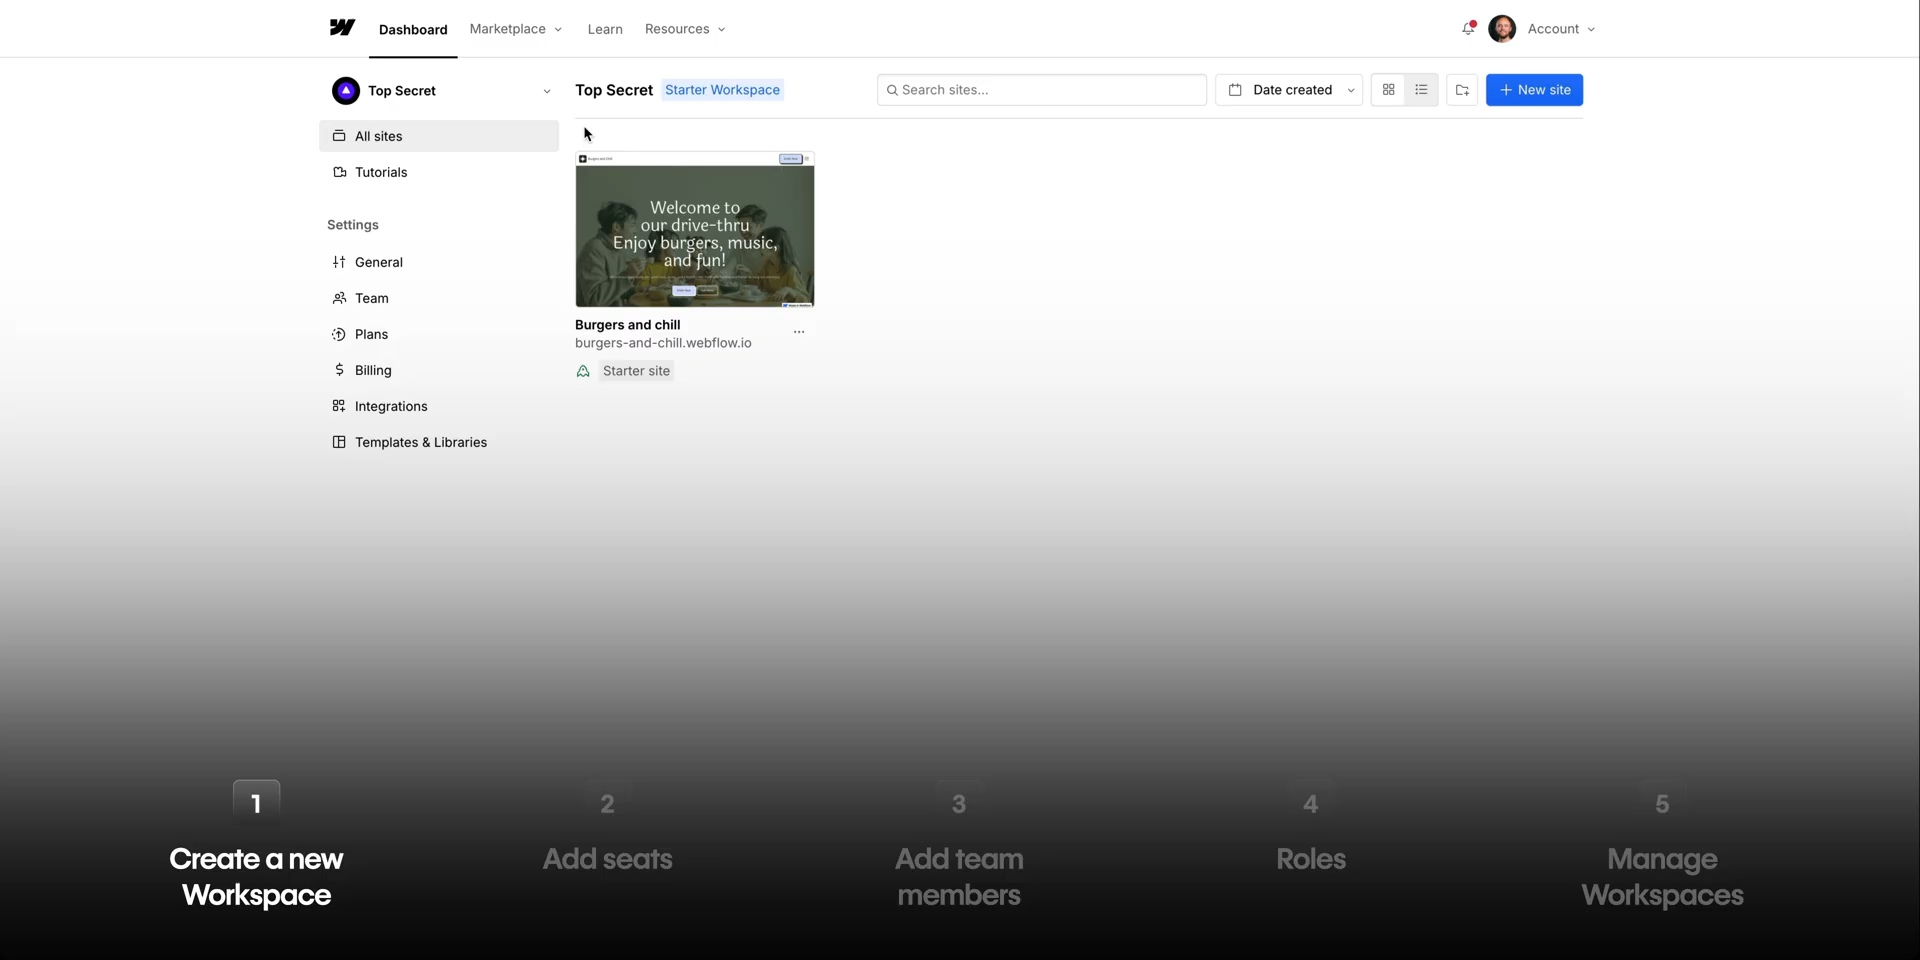 Dashboard
Marketplace
Learn
Resources
Account
Top Secret
All sites
Tutorials
Settings
General
Team
Plans
Billing
Integrations
Templates & Libraries
Top Secret
Starter Workspace
Search sites...
Date created
New site
Burgers and chill
Welcome to
our drive-thru
Enjoy burgers, music,
and fun!
Burgers and chill
burgers-and-chill.webflow.io
Starter site
1
Create a new
Workspace
2
Add seats
3
Add team
members
4
Roles
5
Manage
Workspaces